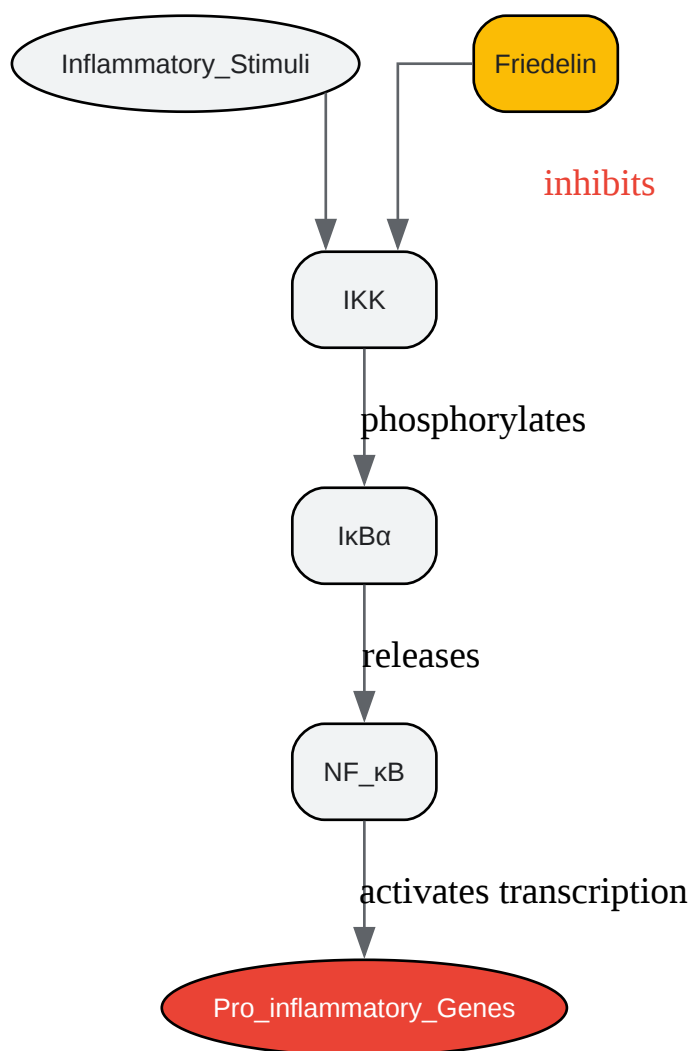 Inflammatory_Stimuli
Friedelin
inhibits
IKK
phosphorylates
IκBα
releases
NF_κB
activates transcription
Pro_inflammatory_Genes